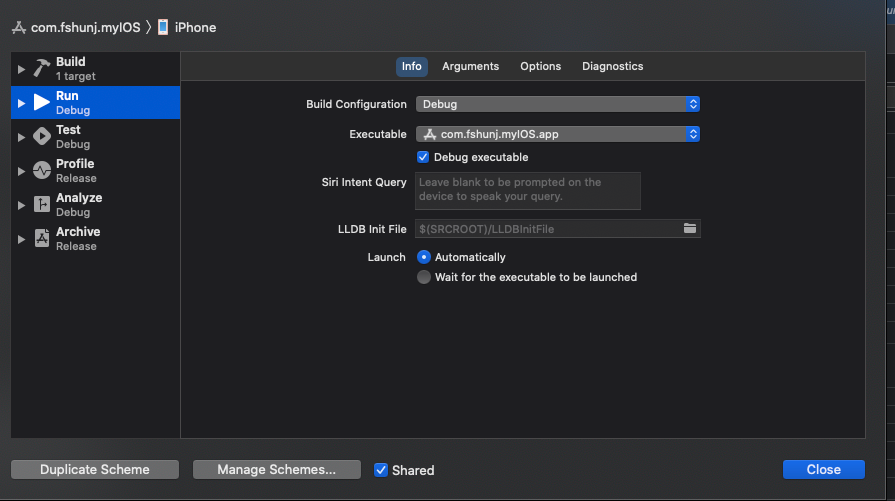 com.fshunj.myIOS 〉 iPhone
Build
1 target
Run
Debug
Test
Debug
Profile
Release
Analyze
Debug
Archive
Release
Info Arguments Options Diagnostics
Build Configuration Debug
Executable com.fshunj.myIOS.app
Debug executable
Siri Intent Query Leave blank to be prompted on the
device to speak your query.
LLDB Init File $(SRCROOT)/LLDBInitFile
Launch Automatically
Wait for the executable to be launched
Duplicate Scheme Manage Schemes... Shared Close